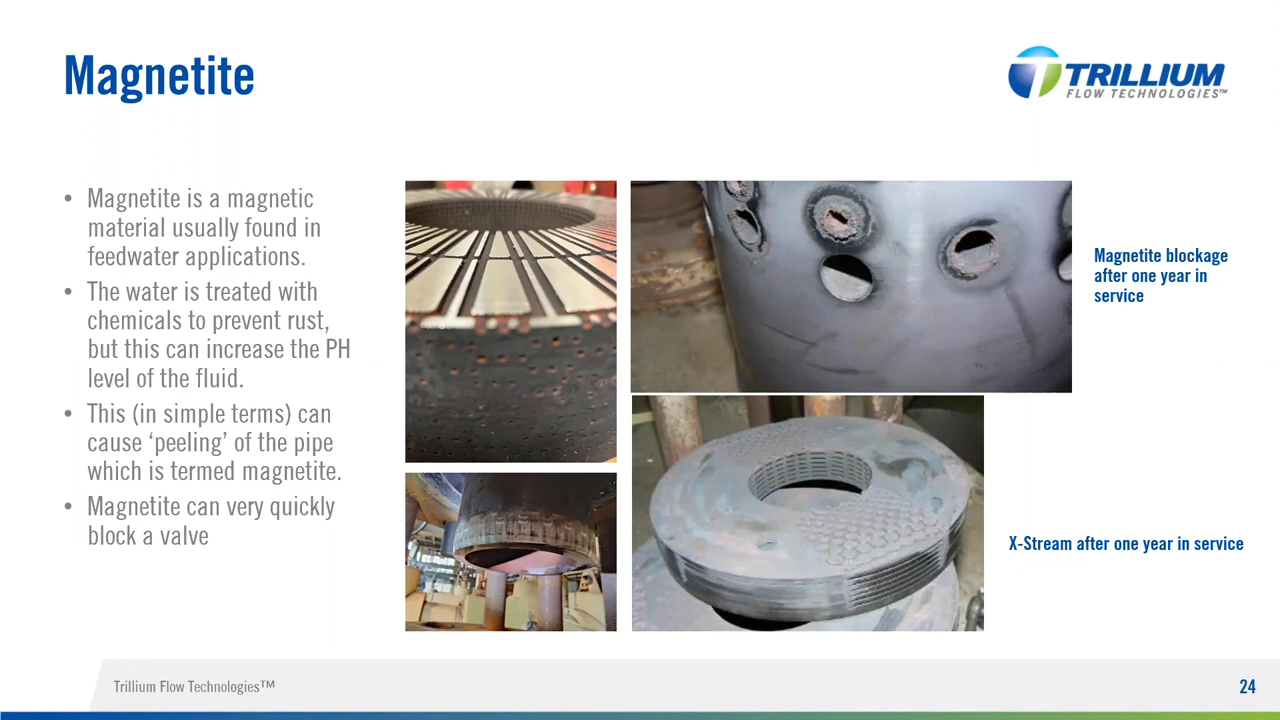 Magnetite
TRILLIUM
FLOW TECHNOLOGIES™
• Magnetite is a magnetic
material usually found in
feedwater applications.
• The water is treated with
chemicals to prevent rust,
but this can increase the PH
level of the fluid.
• This (in simple terms) can
cause ‘peeling’ of the pipe
which is termed magnetite.
• Magnetite can very quickly
block a valve
Magnetite blockage
after one year in
service
X-Stream after one year in service
Trillium Flow Technologies™
24